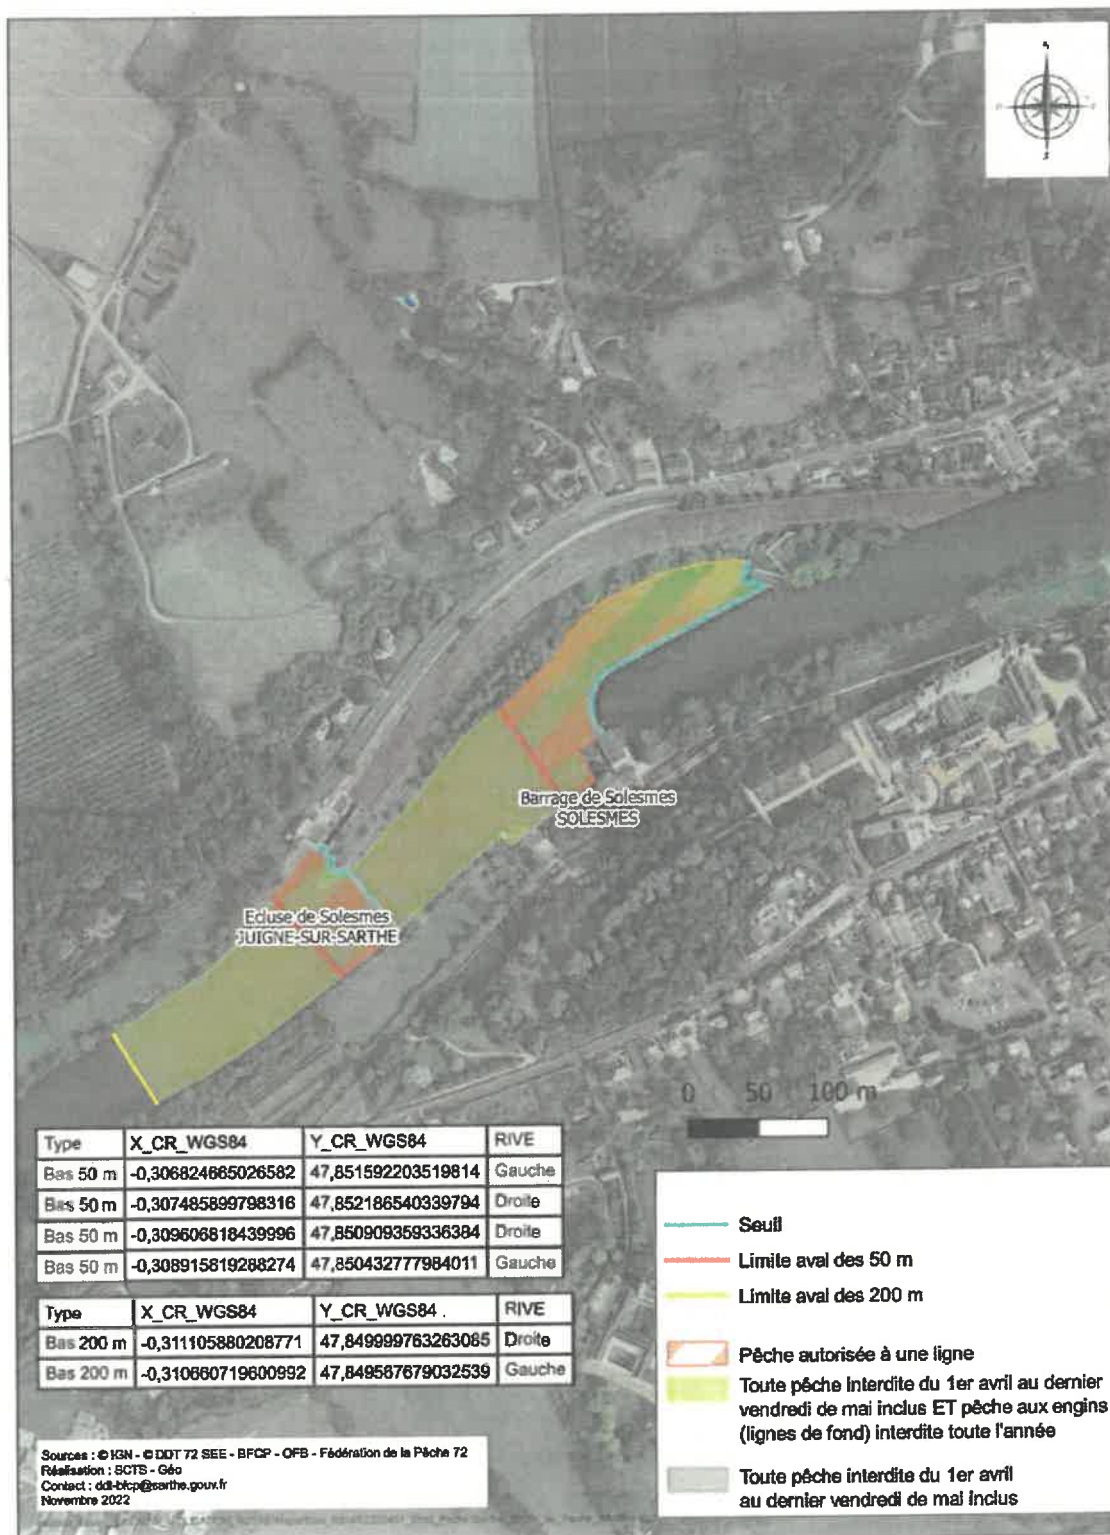 Barrage de Solesmes
SOLESMES
Ecluse de Solesmes
JUIGNE-SUR-SARTHE
0 50 100 m
Type X_CR_WGS84 Y_CR_WGS84 RIVE
Bas 50 m -0,306824665026582 47,851592203519814 Gauche
Bas 50 m -0,307485899798316 47,852186540339794 Droite
Bas 50 m -0,309606818439996 47,850909359336384 Droite
Bas 50 m -0,308915819288274 47,850432777984011 Gauche
Type X_CR_WGS84 Y_CR_WGS84 RIVE
Bas 200 m -0,311105880208771 47,849999763263085 Droite
Bas 200 m -0,310660719600992 47,849567679032539 Gauche
Seuil
Limite aval des 50 m
Limite aval des 200 m
Pêche autorisée à une ligne
Toute pêche interdite du 1er avril au dernier
vendredi de mai inclus ET pêche aux engins
(lignes de fond) interdite toute l'année
Toute pêche interdite du 1er avril
au dernier vendredi de mai inclus
Sources : © IGN - © DDT 72 SEE - BFCP - OFB - Fédération de la Pêche 72
Réalisation : SCTS - Géo
Contact : ddt-bfcp@sarthe.gouv.fr
Novembre 2022